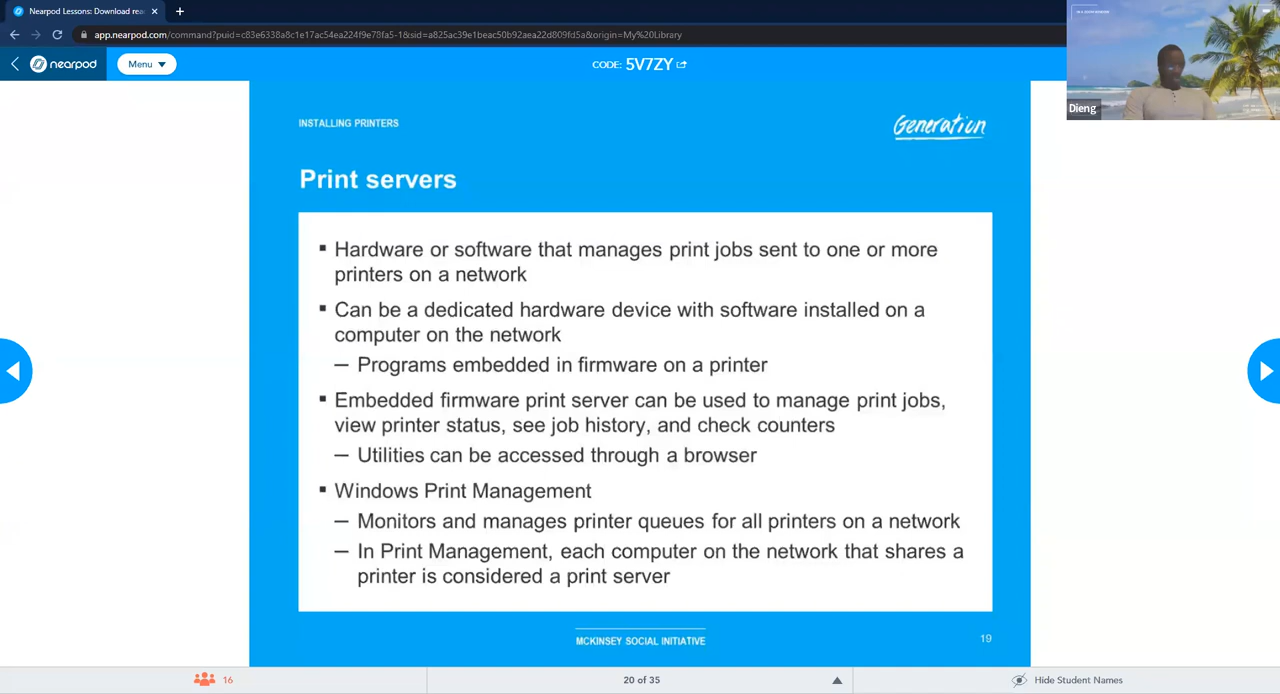 Nearpod Lessons: Download rea
app.nearpod.com/command?puid=c83e6338a8c1e17ac54ea224f9e78fa5-1&sid=a825ac39e1beac50b92aea22d809fd5a&origin=My%20Library
nearpod
Menu
CODE: 5V7ZY
Dieng
INSTALLING PRINTERS
Generation
Print servers
▪ Hardware or software that manages print jobs sent to one or more
printers on a network
▪ Can be a dedicated hardware device with software installed on a
computer on the network
– Programs embedded in firmware on a printer
▪ Embedded firmware print server can be used to manage print jobs,
view printer status, see job history, and check counters
– Utilities can be accessed through a browser
▪ Windows Print Management
– Monitors and manages printer queues for all printers on a network
– In Print Management, each computer on the network that shares a
printer is considered a print server
MCKINSEY SOCIAL INITIATIVE
19
16
20 of 35
Hide Student Names